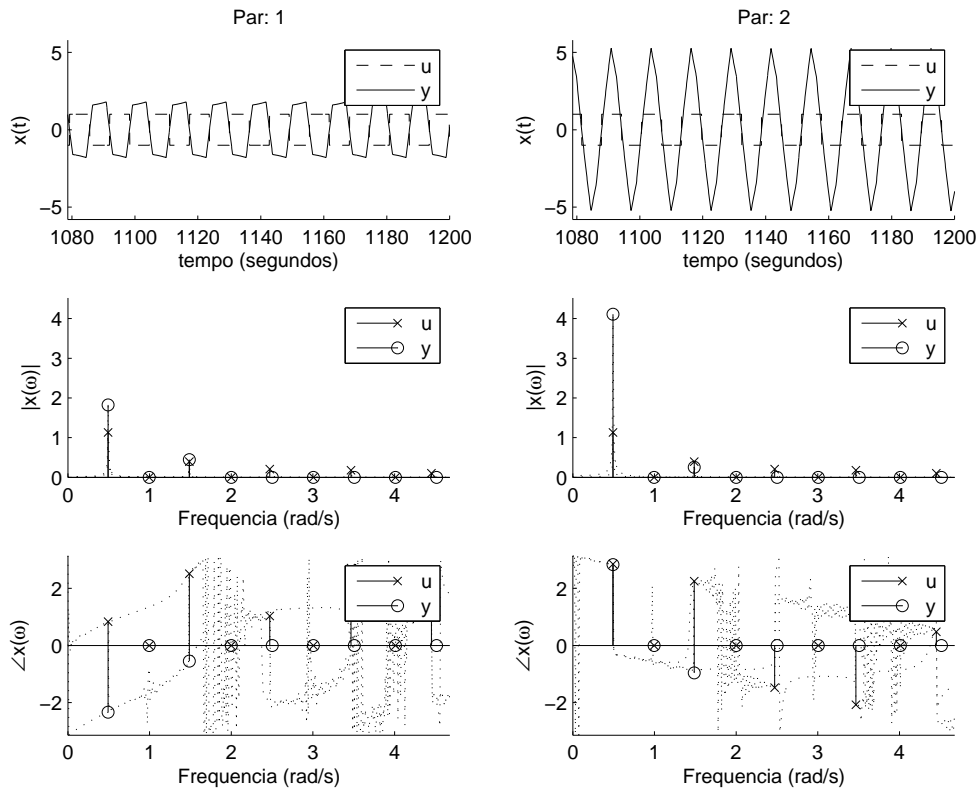 Par: 1
x(t)
5
0
−5
u
y
1080 1100 1120 1140 1160 1180 1200
tempo (segundos)
Par: 2
x(t)
5
0
−5
u
y
1080 1100 1120 1140 1160 1180 1200
tempo (segundos)
|x(ω)|
4
3
2
1
0
u
y
0 1 2 3 4
Frequencia (rad/s)
|x(ω)|
4
3
2
1
0
u
y
0 1 2 3 4
Frequencia (rad/s)
∠x(ω)
2
0
−2
u
y
0 1 2 3 4
Frequencia (rad/s)
∠x(ω)
2
0
−2
u
y
0 1 2 3 4
Frequencia (rad/s)